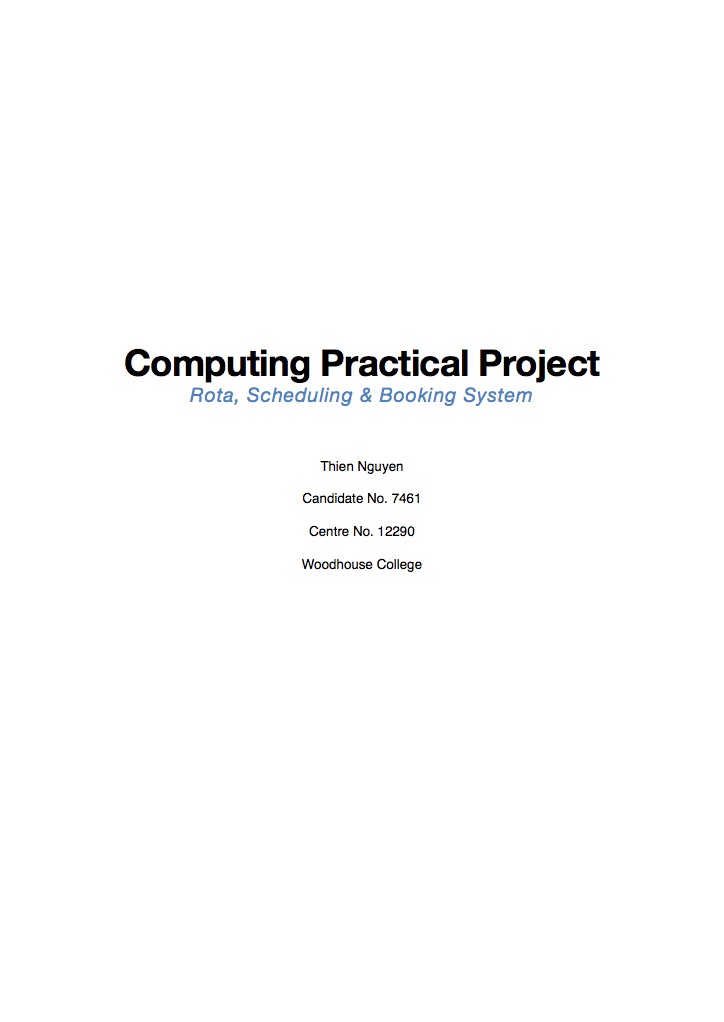 Computing Practical Project
Rota, Scheduling & Booking System
Thien Nguyen
Candidate No. 7461
Centre No. 12290
Woodhouse College